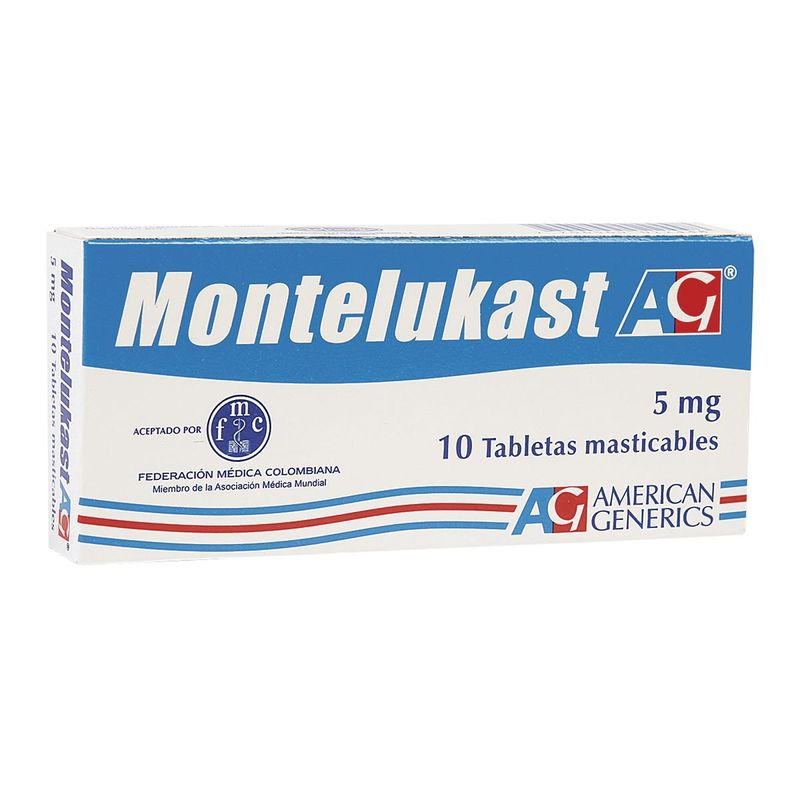 Montelukast AG®
5 mg
10 Tabletas masticables
ACEPTADO POR
fmc
FEDERACIÓN MÉDICA COLOMBIANA
Miembro de la Asociación Médica Mundial
AG AMERICAN
GENERICS
Montelukast AG®
5 mg 10 Tabletas masticables